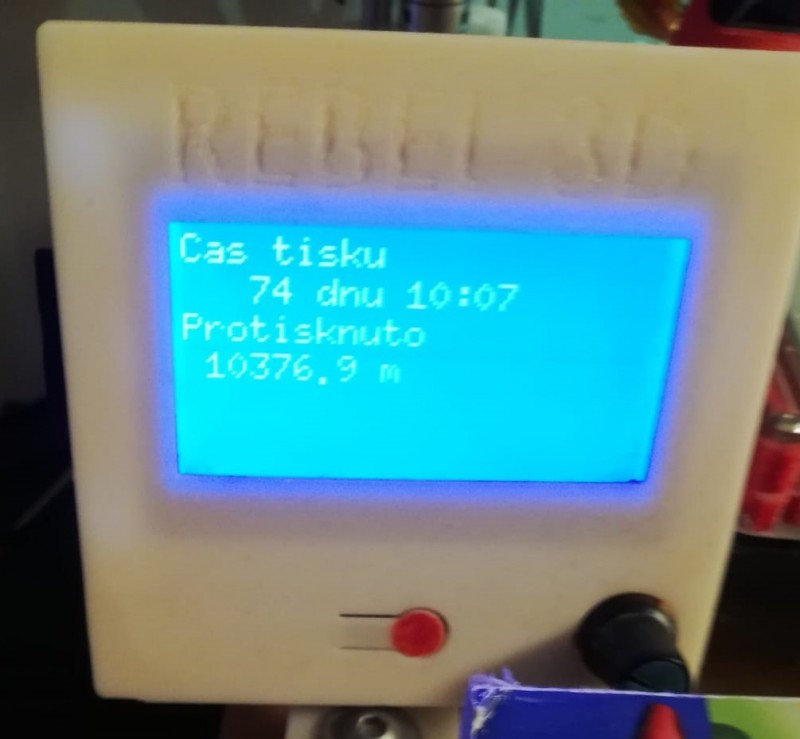 REBEL 3D
Cas tisku
74 dnu 10:07
Protisknuto
10376.9 m